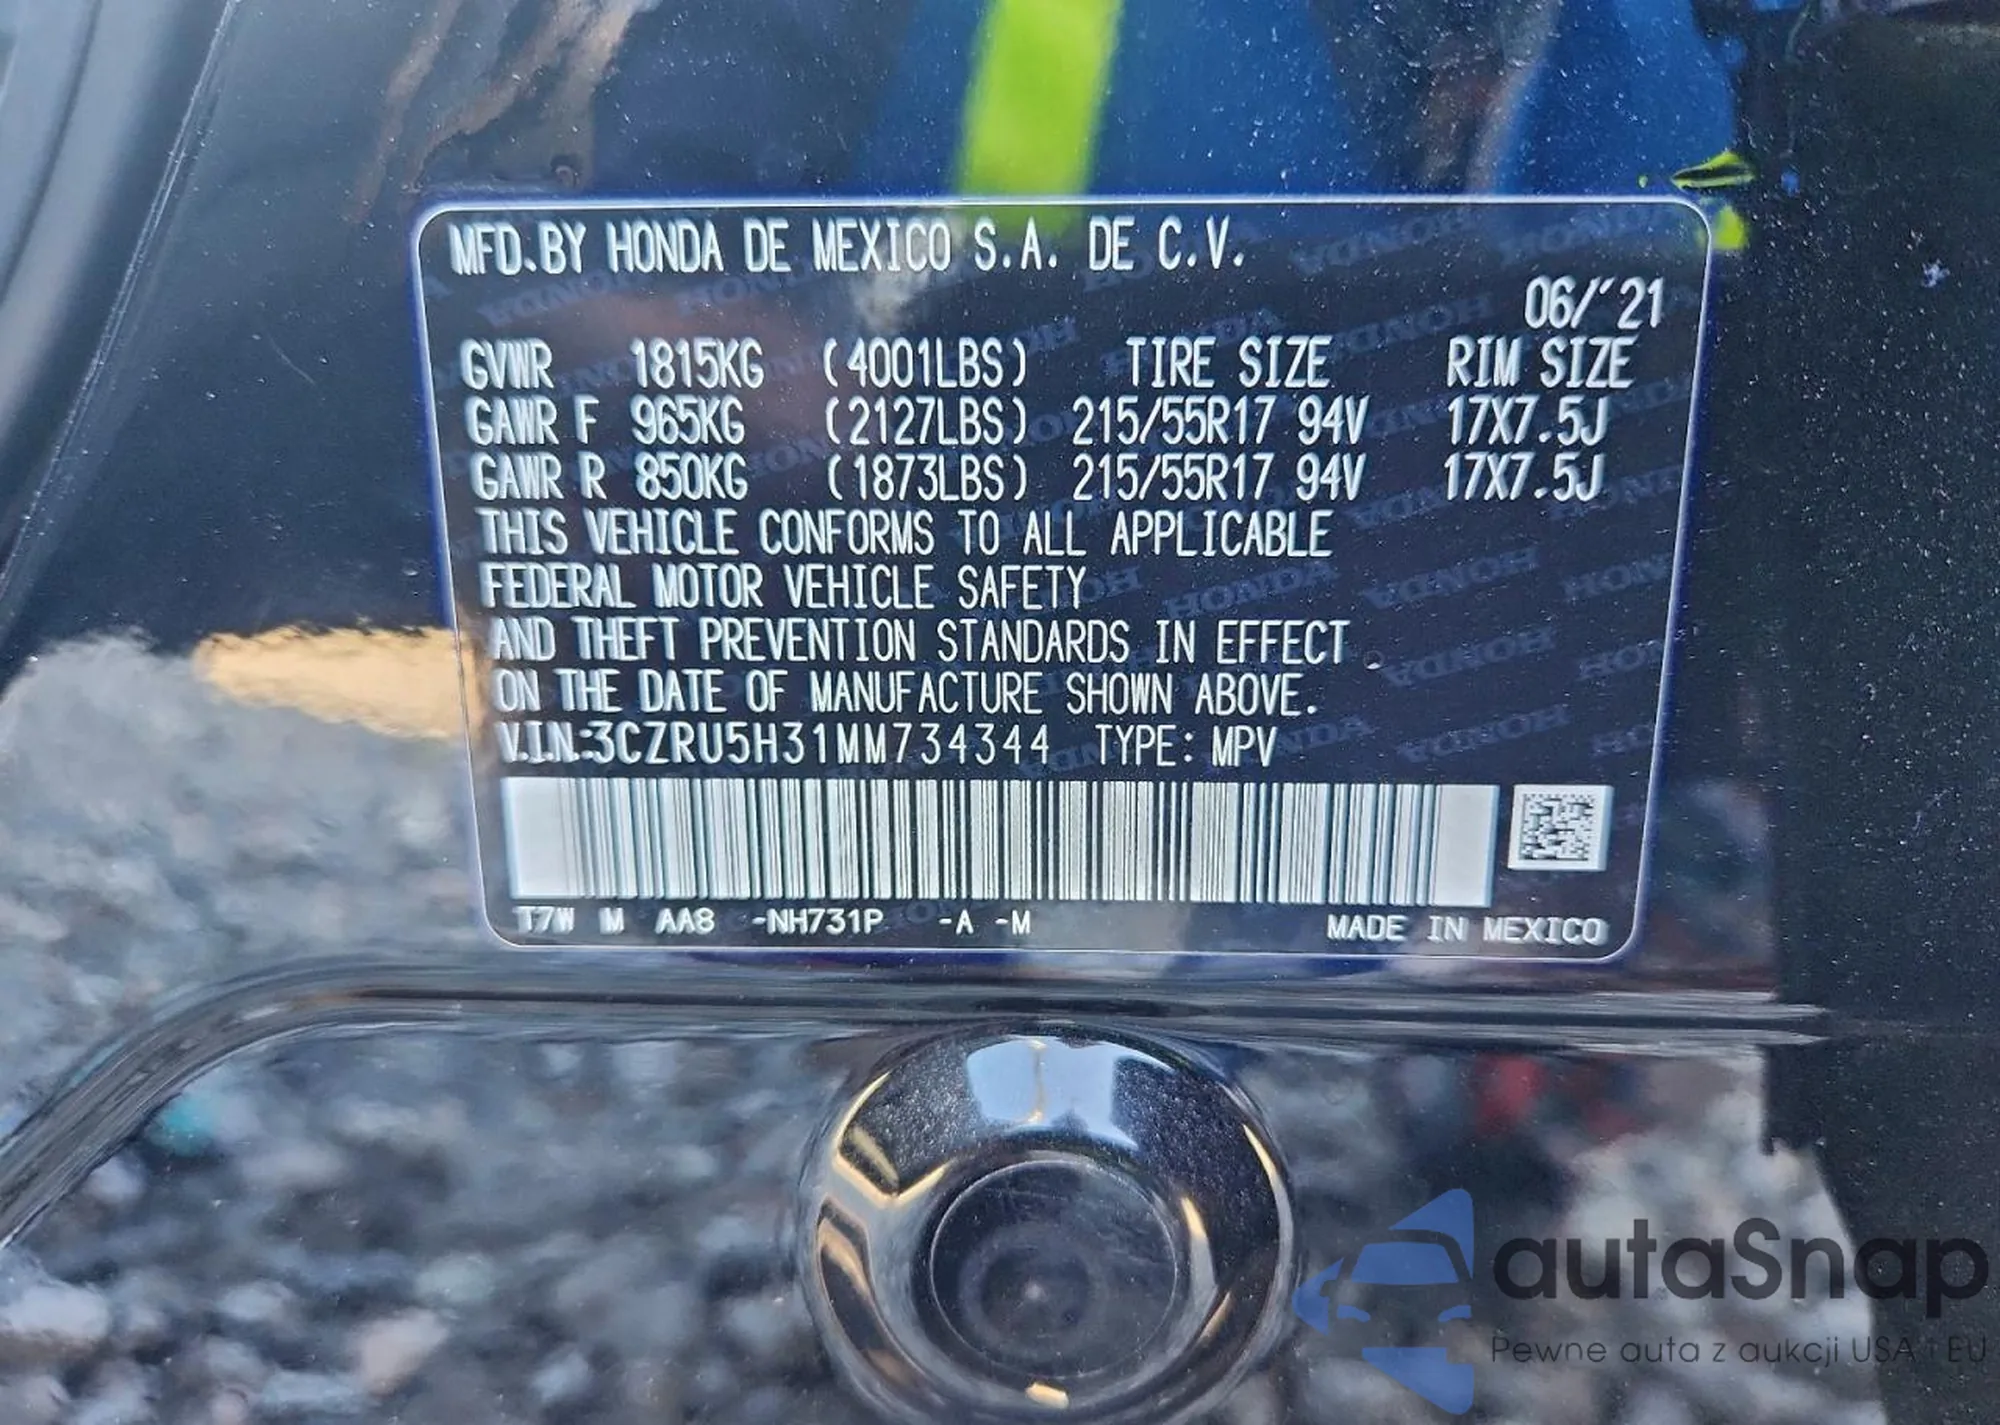 MFD.BY HONDA DE MEXICO S.A. DE C.V.
06/'21
GVWR 1815KG (4001LBS) TIRE SIZE RIM SIZE
GAWR F 965KG (2127LBS) 215/55R17 94V 17X7.5J
GAWR R 850KG (1873LBS) 215/55R17 94V 17X7.5J
THIS VEHICLE CONFORMS TO ALL APPLICABLE
FEDERAL MOTOR VEHICLE SAFETY
AND THEFT PREVENTION STANDARDS IN EFFECT
ON THE DATE OF MANUFACTURE SHOWN ABOVE.
V.I.N.:3CZRU5H31MM734344 TYPE: MPV
T7W M AA8 -NH731P -A -M MADE IN MEXICO
autaSnap
Pewne auta z aukcji USA i EU